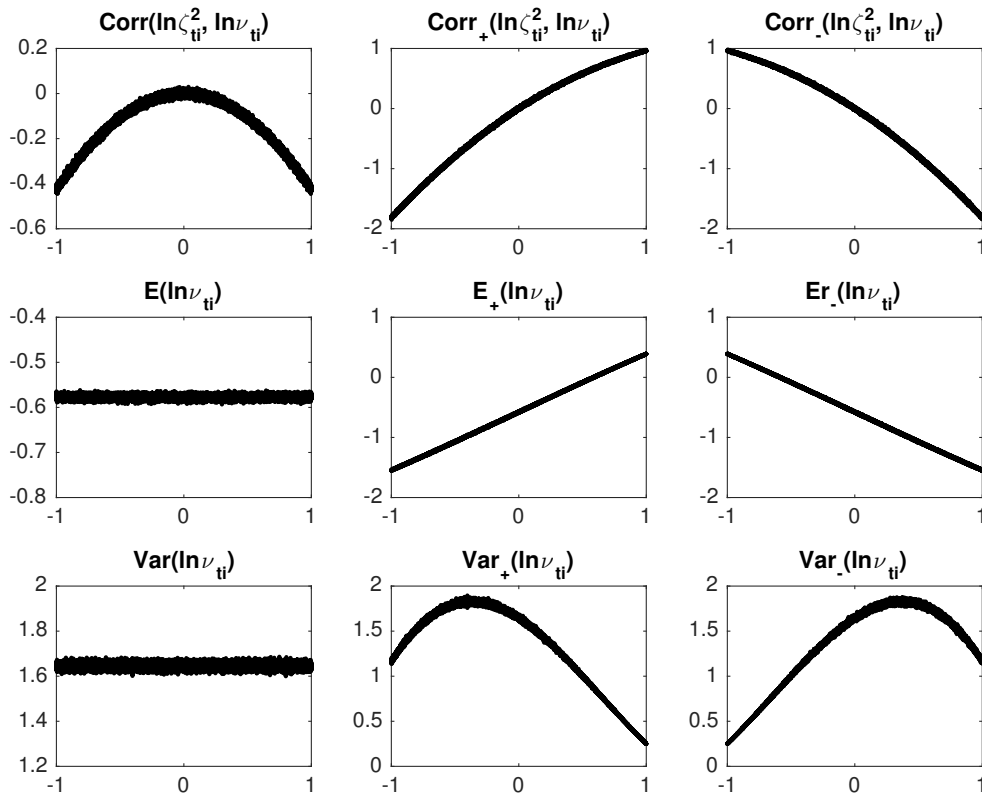 Corr(lnζ²ti, lnνti)
0.2
0
-0.2
-0.4
-0.6
-1 0 1
Corr+(lnζ²ti, lnνti)
1
0
-1
-2
-1 0 1
Corr-(lnζ²ti, lnνti)
1
0
-1
-2
-1 0 1
E(lnνti)
-0.4
-0.5
-0.6
-0.7
-0.8
-1 0 1
E+(lnνti)
1
0
-1
-2
-1 0 1
Er-(lnνti)
1
0
-1
-2
-1 0 1
Var(lnνti)
2
1.8
1.6
1.4
1.2
-1 0 1
Var+(lnνti)
2
1.5
1
0.5
0
-1 0 1
Var-(lnνti)
2
1.5
1
0.5
0
-1 0 1